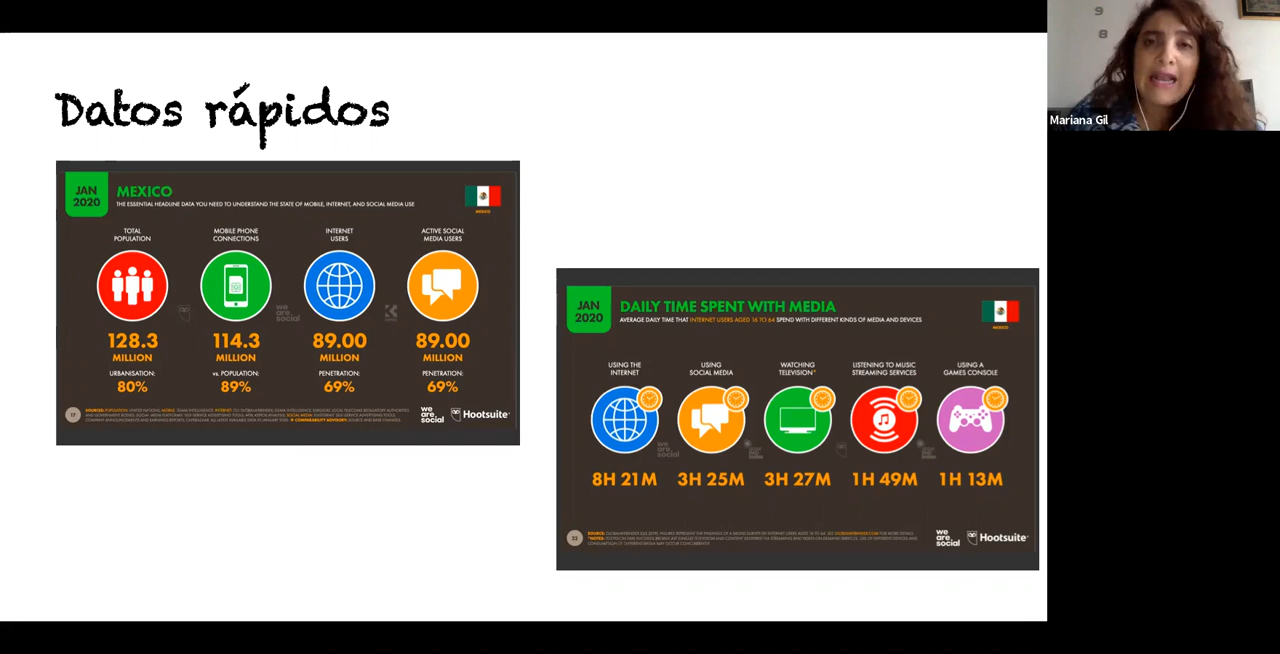 Datos rápidos
JAN
2020
MEXICO
THE ESSENTIAL HEADLINE DATA YOU NEED TO UNDERSTAND THE STATE OF MOBILE, INTERNET, AND SOCIAL MEDIA USE
MEXICO
TOTAL
POPULATION
MOBILE PHONE
CONNECTIONS
INTERNET
USERS
ACTIVE SOCIAL
MEDIA USERS
128.3
MILLION
114.3
MILLION
89.00
MILLION
89.00
MILLION
URBANISATION:
80%
vs. POPULATION:
89%
PENETRATION:
69%
PENETRATION:
69%
17
we
are.
social
Hootsuite
JAN
2020
DAILY TIME SPENT WITH MEDIA
AVERAGE DAILY TIME THAT INTERNET USERS AGED 16 TO 64 SPEND WITH DIFFERENT KINDS OF MEDIA AND DEVICES
MEXICO
USING THE
INTERNET
USING
SOCIAL MEDIA
WATCHING
TELEVISION*
LISTENING TO MUSIC
STREAMING SERVICES
USING A
GAMES CONSOLE
8H 21M
3H 25M
3H 27M
1H 49M
1H 13M
we
are.
social
Hootsuite
Mariana Gil
9
8